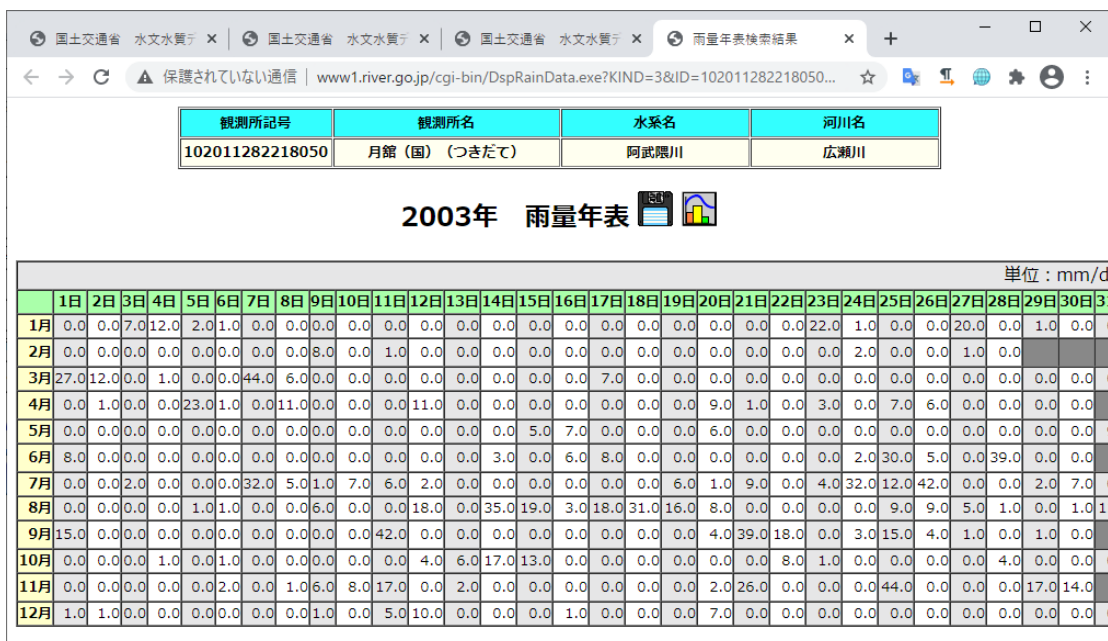 国土交通省 水文水質デ × 国土交通省 水文水質デ × 国土交通省 水文水質デ × 雨量年表検索結果 × +
保護されていない通信 | www1.river.go.jp/cgi-bin/DspRainData.exe?KIND=3&ID=102011282218050...
観測所記号 観測所名 水系名 河川名
102011282218050 月舘（国）（つきだて） 阿武隈川 広瀬川
2003年 雨量年表
単位：mm/d
1日 2日 3日 4日 5日 6日 7日 8日 9日 10日 11日 12日 13日 14日 15日 16日 17日 18日 19日 20日 21日 22日 23日 24日 25日 26日 27日 28日 29日 30日 31
1月 0.0 0.0 7.0 12.0 2.0 1.0 0.0 0.0 0.0 0.0 0.0 0.0 0.0 0.0 0.0 0.0 0.0 0.0 0.0 0.0 0.0 0.0 22.0 1.0 0.0 0.0 20.0 0.0 1.0 0.0
2月 0.0 0.0 0.0 0.0 0.0 0.0 0.0 0.0 8.0 0.0 1.0 0.0 0.0 0.0 0.0 0.0 0.0 0.0 0.0 0.0 0.0 0.0 0.0 2.0 0.0 0.0 1.0 0.0
3月 27.0 12.0 0.0 1.0 0.0 0.0 44.0 6.0 0.0 0.0 0.0 0.0 0.0 0.0 0.0 0.0 7.0 0.0 0.0 0.0 0.0 0.0 0.0 0.0 0.0 0.0 0.0 0.0 0.0 0.0
4月 0.0 1.0 0.0 0.0 23.0 1.0 0.0 11.0 0.0 0.0 0.0 11.0 0.0 0.0 0.0 0.0 0.0 0.0 0.0 9.0 1.0 0.0 3.0 0.0 7.0 6.0 0.0 0.0 0.0 0.0
5月 0.0 0.0 0.0 0.0 0.0 0.0 0.0 0.0 0.0 0.0 0.0 0.0 0.0 0.0 5.0 7.0 0.0 0.0 0.0 6.0 0.0 0.0 0.0 0.0 0.0 0.0 0.0 0.0 0.0 0.0
6月 8.0 0.0 0.0 0.0 0.0 0.0 0.0 0.0 0.0 0.0 0.0 0.0 0.0 3.0 0.0 6.0 8.0 0.0 0.0 0.0 0.0 0.0 0.0 2.0 30.0 5.0 0.0 39.0 0.0 0.0
7月 0.0 0.0 2.0 0.0 0.0 0.0 32.0 5.0 1.0 7.0 6.0 2.0 0.0 0.0 0.0 0.0 0.0 0.0 6.0 1.0 9.0 0.0 4.0 32.0 12.0 42.0 0.0 0.0 2.0 7.0
8月 0.0 0.0 0.0 0.0 1.0 1.0 0.0 0.0 6.0 0.0 0.0 18.0 0.0 35.0 19.0 3.0 18.0 31.0 16.0 8.0 0.0 0.0 0.0 0.0 9.0 9.0 5.0 1.0 0.0 1.0 1
9月 15.0 0.0 0.0 0.0 0.0 0.0 0.0 0.0 0.0 0.0 42.0 0.0 0.0 0.0 0.0 0.0 0.0 0.0 0.0 4.0 39.0 18.0 0.0 3.0 15.0 4.0 1.0 0.0 1.0 0.0
10月 0.0 0.0 0.0 1.0 0.0 1.0 0.0 0.0 0.0 0.0 0.0 4.0 6.0 17.0 13.0 0.0 0.0 0.0 0.0 0.0 0.0 8.0 1.0 0.0 0.0 0.0 0.0 4.0 0.0 0.0
11月 0.0 0.0 0.0 0.0 0.0 2.0 0.0 1.0 6.0 8.0 17.0 0.0 2.0 0.0 0.0 0.0 0.0 0.0 0.0 2.0 26.0 0.0 0.0 0.0 44.0 0.0 0.0 0.0 17.0 14.0
12月 1.0 1.0 0.0 0.0 0.0 0.0 0.0 0.0 1.0 0.0 5.0 10.0 0.0 0.0 0.0 1.0 0.0 0.0 0.0 7.0 0.0 0.0 0.0 0.0 0.0 0.0 0.0 0.0 0.0 0.0